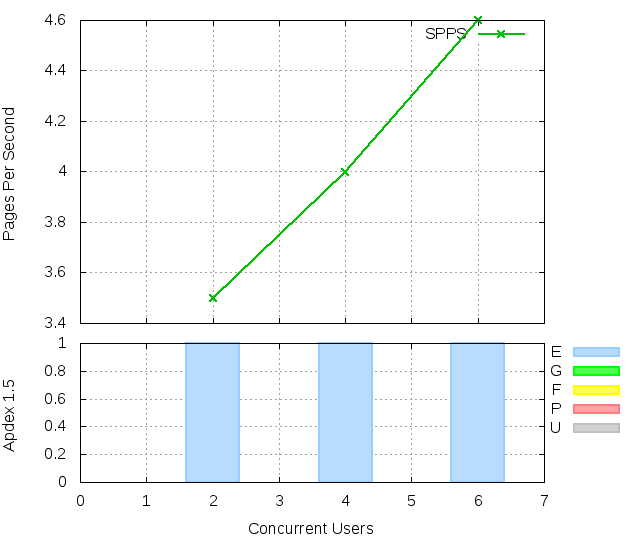 4.6
SPPS
4.4
4.2
4
3.8
3.6
3.4
Pages Per Second
1
0.8
0.6
0.4
0.2
0
Apdex 1.5
E
G
F
P
U
0 1 2 3 4 5 6 7
Concurrent Users